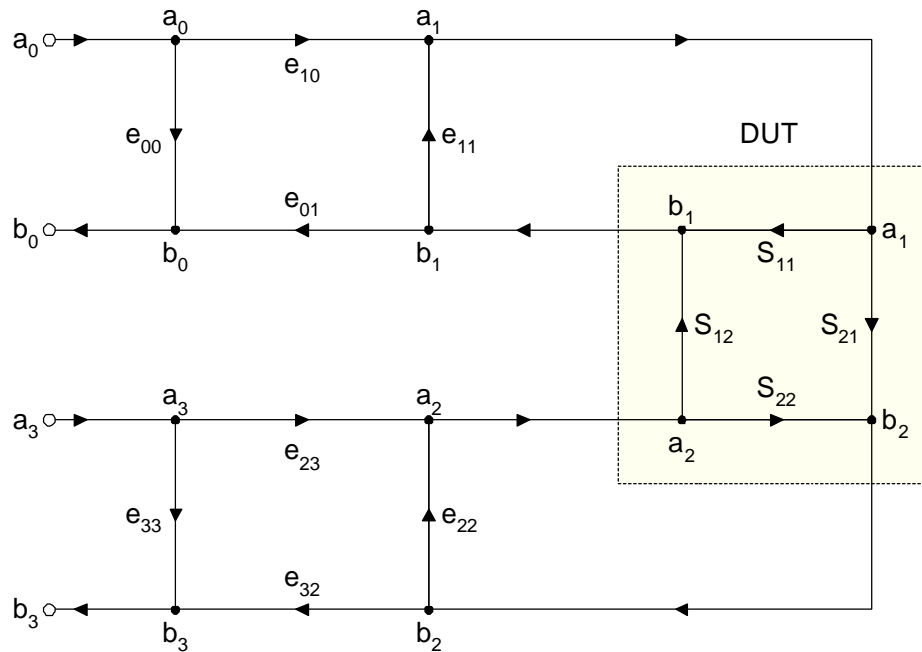 a₀ a₁
a₀
e₁₀
DUT
e₀₀ e₁₁
e₀₁ b₁
b₀ a₁
b₀ b₁ S₁₁
S₁₂ S₂₁
a₃ a₂ S₂₂
a₃ b₂
e₂₃ a₂
e₃₃ e₂₂
e₃₂
b₃
b₃ b₂